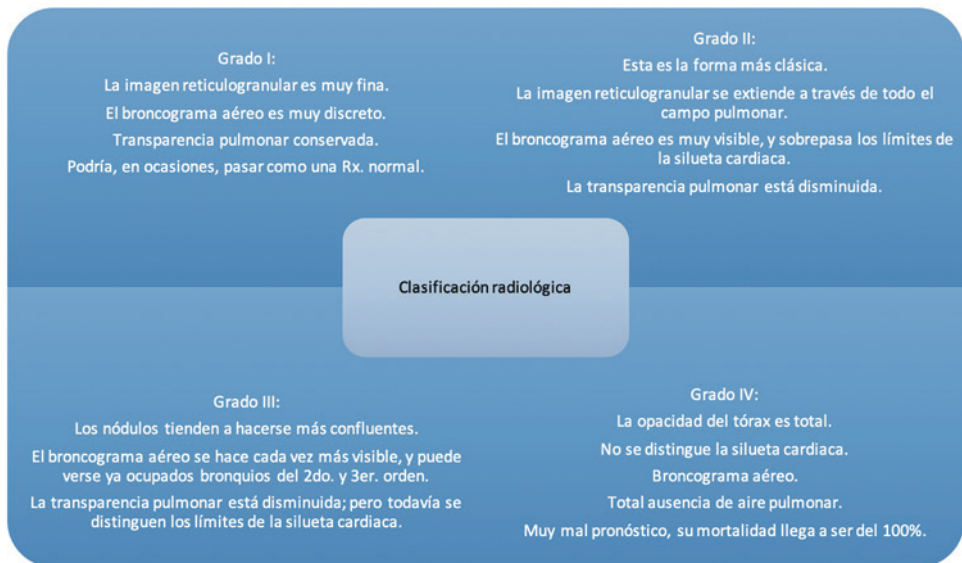 Grado I:
La imagen reticulogranular es muy fina.
El broncograma aéreo es muy discreto.
Transparencia pulmonar conservada.
Podría, en ocasiones, pasar como una Rx. normal.
Grado II:
Esta es la forma más clásica.
La imagen reticulogranular se extiende a través de todo el
campo pulmonar.
El broncograma aéreo es muy visible, y sobrepasa los límites de
la silueta cardiaca.
La transparencia pulmonar está disminuida.
Clasificación radiológica
Grado III:
Los nódulos tienden a hacerse más confluentes.
El broncograma aéreo se hace cada vez más visible, y puede
verse ya ocupados bronquios del 2do. y 3er. orden.
La transparencia pulmonar está disminuida; pero todavía se
distinguen los límites de la silueta cardiaca.
Grado IV:
La opacidad del tórax es total.
No se distingue la silueta cardiaca.
Broncograma aéreo.
Total ausencia de aire pulmonar.
Muy mal pronóstico, su mortalidad llega a ser del 100%.